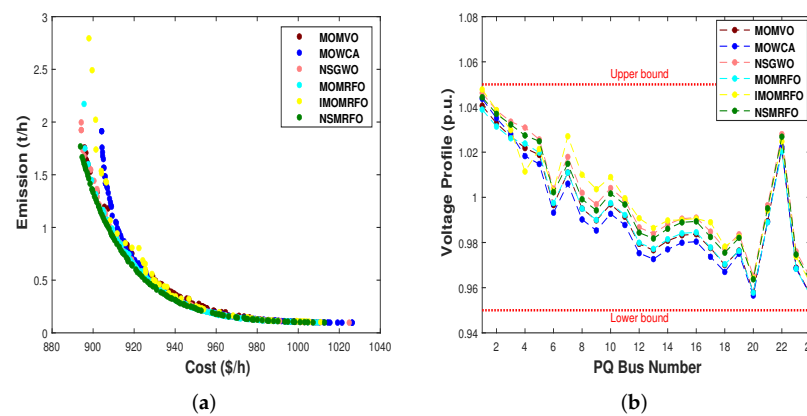 3
2.5
2
1.5
1
0.5
0
880 900 920 940 960 980 1000 1020 1040
Emission (t/h)
Cost ($/h)
MOMVO
MOWCA
NSGWO
MOMRFO
IMOMRFO
NSMRFO
(a)
1.08
1.06
1.04
1.02
1
0.98
0.96
0.94
2 4 6 8 10 12 14 16 18 20 22
Voltage Profile (p.u.)
PQ Bus Number
Upper bound
Lower bound
MOMVO
MOWCA
NSGWO
MOMRFO
IMOMRFO
NSMRFO
(b)